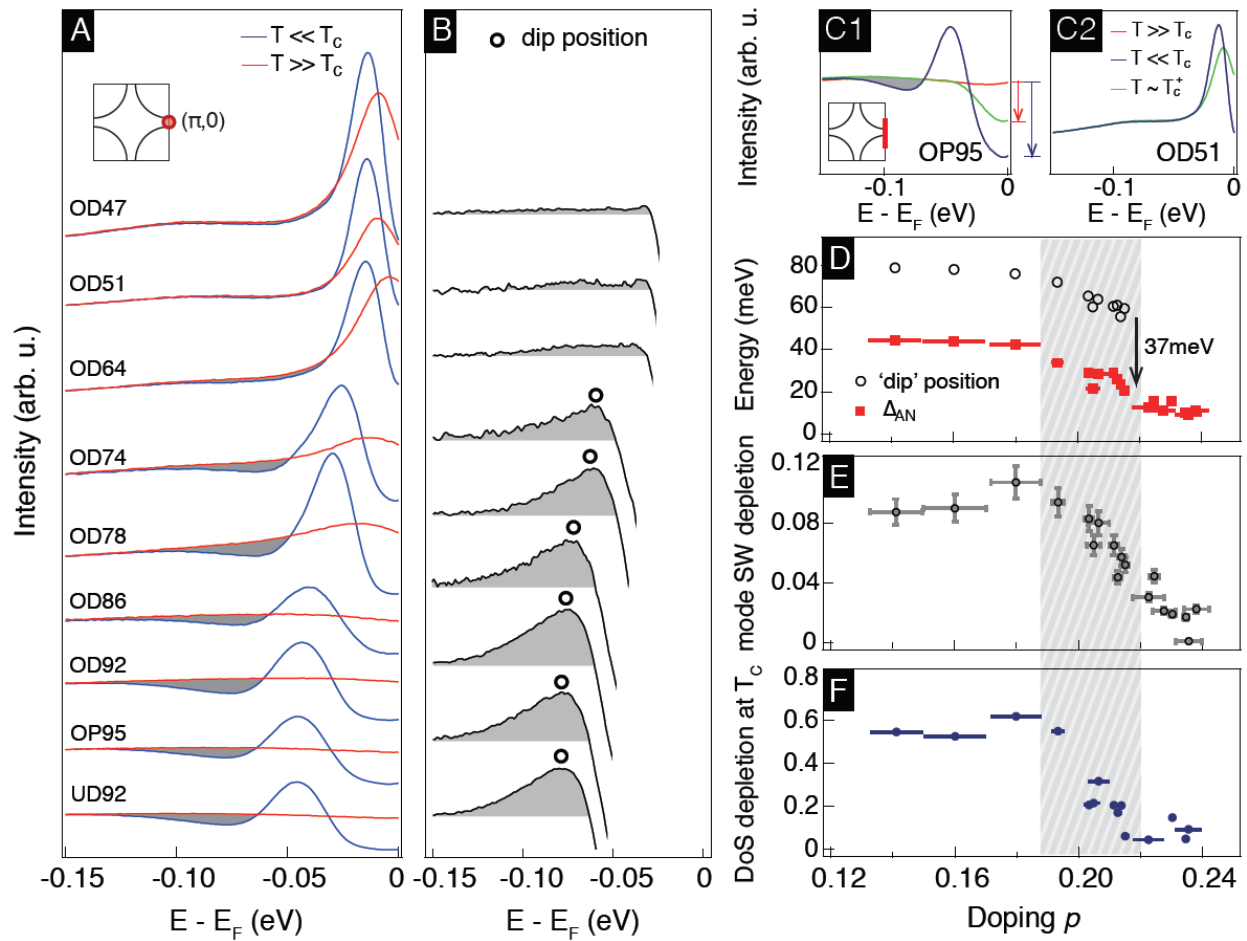 A
T << Tc
T >> Tc
(π,0)
OD47
OD51
OD64
OD74
OD78
OD86
OD92
OP95
UD92
Intensity (arb. u.)
-0.15 -0.10 -0.05 0
E - EF (eV)
B
dip position
-0.15 -0.10 -0.05 0
E - EF (eV)
C1
Intensity (arb. u.)
OP95
-0.1 0
E - EF (eV)
C2
T >> Tc
T << Tc
T ~ Tc+
OD51
-0.1 0
E - EF (eV)
D
Energy (meV)
80
60
40
20
0
37meV
'dip' position
ΔAN
E
mode SW depletion
0.12
0.08
0.04
0
F
DoS depletion at Tc
0.8
0.6
0.4
0.2
0
0.12 0.16 0.20 0.24
Doping p